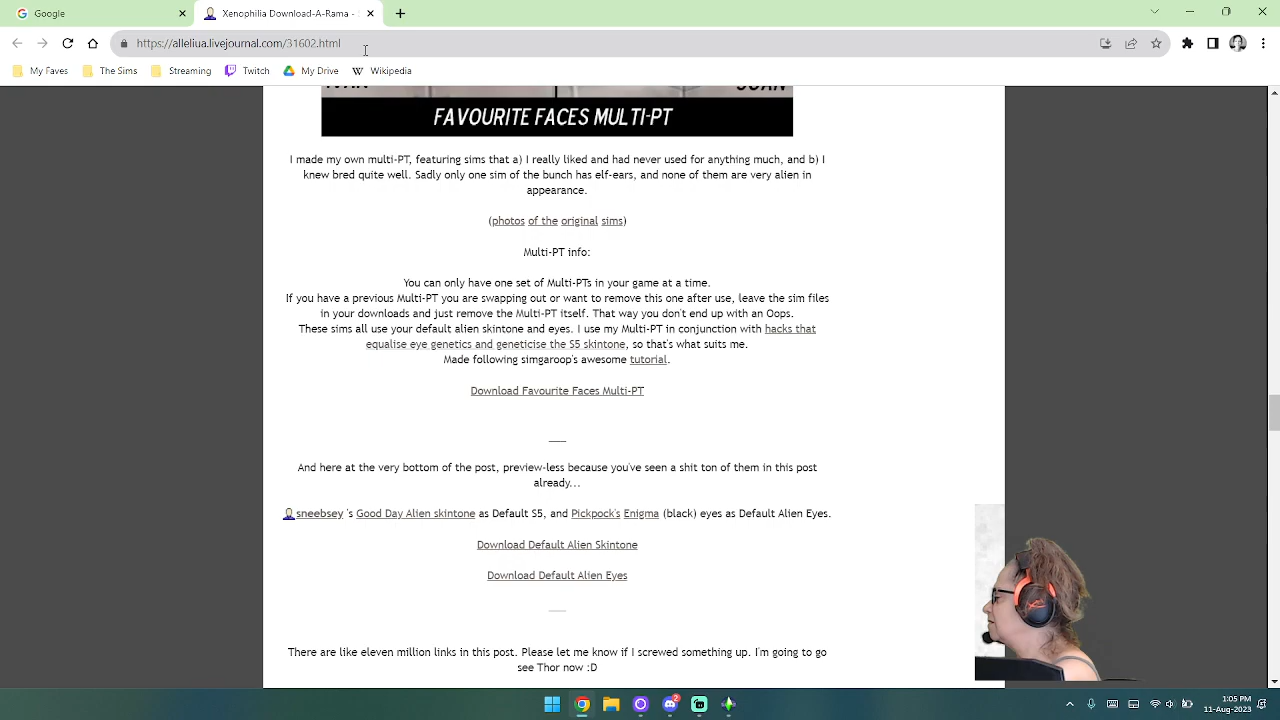 Google
Xenophilia Download-A-Rama -
https://allelua.livejournal.com/31602.html
My Faves
The Sims
Streaming
Twitch
My Drive
W Wikipedia
FAVOURITE FACES MULTI-PT
I made my own multi-PT, featuring sims that a) I really liked and had never used for anything much, and b) I
knew bred quite well. Sadly only one sim of the bunch has elf-ears, and none of them are very alien in
appearance.
(photos of the original sims)
Multi-PT info:
You can only have one set of Multi-PTs in your game at a time.
If you have a previous Multi-PT you are swapping out or want to remove this one after use, leave the sim files
in your downloads and just remove the Multi-PT itself. That way you don't end up with an Oops.
These sims all use your default alien skintone and eyes. I use my Multi-PT in conjunction with hacks that
equalise eye genetics and geneticise the S5 skintone, so that's what suits me.
Made following simgaroop's awesome tutorial.
Download Favourite Faces Multi-PT
And here at the very bottom of the post, preview-less because you've seen a shit ton of them in this post
already...
sneebsey 's Good Day Alien skintone as Default S5, and Pickpock's Enigma (black) eyes as Default Alien Eyes.
Download Default Alien Skintone
Download Default Alien Eyes
There are like eleven million links in this post. Please let me know if I screwed something up. I'm going to go
see Thor now :D
2
1:05 PM
11-Aug-2023